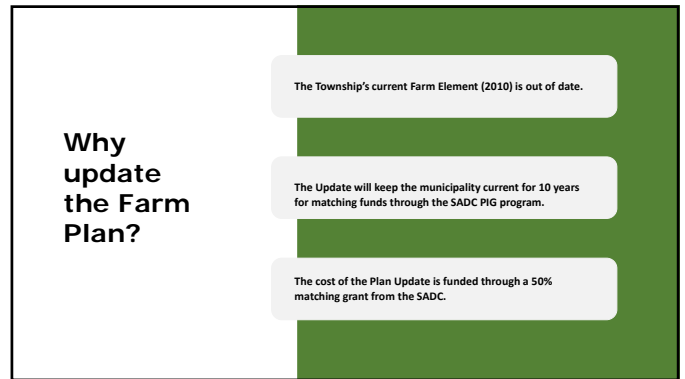 Why
update
the Farm
Plan?
The Township’s current Farm Element (2010) is out of date.
The Update will keep the municipality current for 10 years
for matching funds through the SADC PIG program.
The cost of the Plan Update is funded through a 50%
matching grant from the SADC.